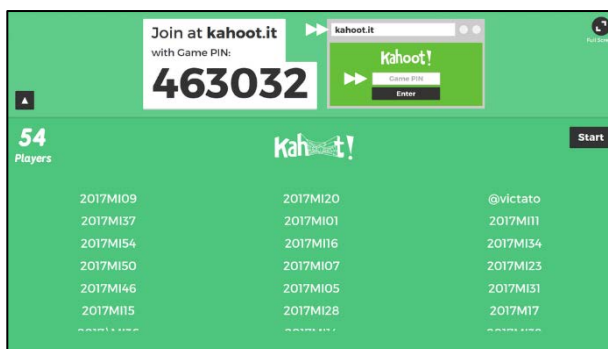 Join at kahoot.it
with Game PIN:
463032
kahoot.it
Kahoot!
Game PIN
Enter
Full Screen
54
Players
Kahoot!
Start
2017MI09 2017MI20 @victato
2017MI37 2017MI01 2017MI11
2017MI54 2017MI16 2017MI34
2017MI50 2017MI07 2017MI23
2017MI46 2017MI05 2017MI31
2017MI15 2017MI28 2017M17